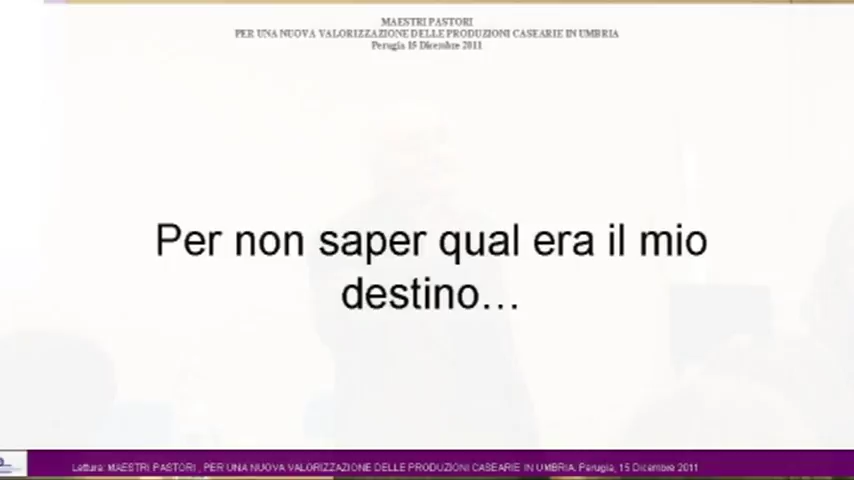 MAESTRI PASTORI
PER UNA NUOVA VALORIZZAZIONE DELLE PRODUZIONI CASEARIE IN UMBRIA
Perugia 15 Dicembre 2011
Per non saper qual era il mio
destino…
Letture: MAESTRI PASTORI , PER UNA NUOVA VALORIZZAZIONE DELLE PRODUZIONI CASEARIE IN UMBRIA. Perugia, 15 Dicembre 2011